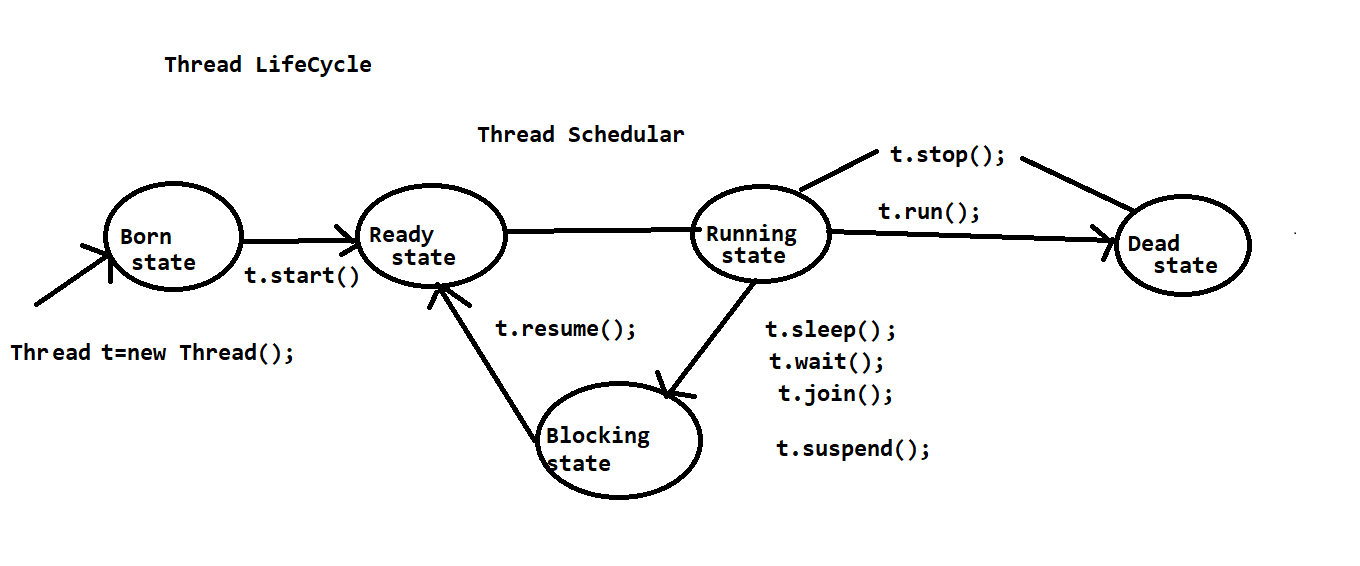 Thread LifeCycle
Thread Schedular
t.stop();
t.run();
Born
state
Ready
state
Running
state
Dead
state
t.start()
t.resume();
t.sleep();
t.wait();
t.join();
Thread t=new Thread();
Blocking
state
t.suspend();